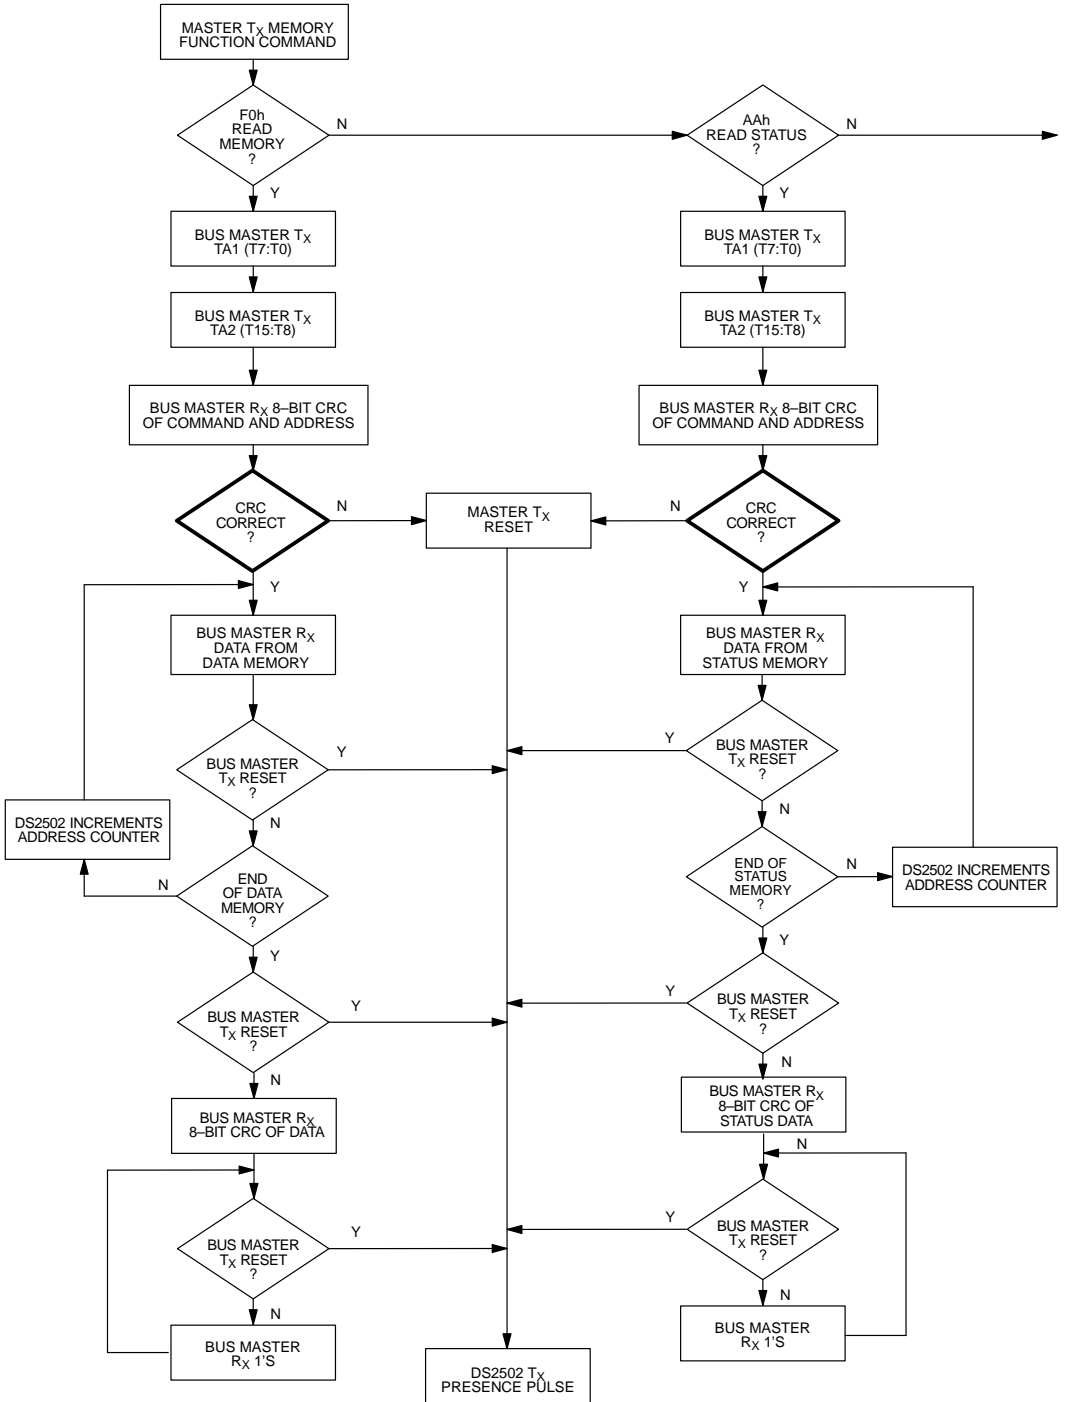 MASTER TX MEMORY
FUNCTION COMMAND
F0h
READ
MEMORY
?
N
Y
AAh
READ STATUS
?
N
Y
BUS MASTER TX
TA1 (T7:T0)
BUS MASTER TX
TA1 (T7:T0)
BUS MASTER TX
TA2 (T15:T8)
BUS MASTER TX
TA2 (T15:T8)
BUS MASTER RX 8–BIT CRC
OF COMMAND AND ADDRESS
BUS MASTER RX 8–BIT CRC
OF COMMAND AND ADDRESS
CRC
CORRECT
?
N
Y
MASTER TX
RESET
N
CRC
CORRECT
?
Y
BUS MASTER RX
DATA FROM
DATA MEMORY
BUS MASTER RX
DATA FROM
STATUS MEMORY
BUS MASTER
TX RESET
?
Y
N
Y
BUS MASTER
TX RESET
?
N
DS2502 INCREMENTS
ADDRESS COUNTER
N
END
OF DATA
MEMORY
?
Y
END OF
STATUS
MEMORY
?
N
Y
DS2502 INCREMENTS
ADDRESS COUNTER
BUS MASTER
TX RESET
?
Y
N
Y
BUS MASTER
TX RESET
?
N
BUS MASTER RX
8–BIT CRC OF DATA
BUS MASTER RX
8–BIT CRC OF
STATUS DATA
N
BUS MASTER
TX RESET
?
Y
N
Y
BUS MASTER
TX RESET
?
N
BUS MASTER
RX 1'S
BUS MASTER
RX 1'S
DS2502 TX
PRESENCE PULSE